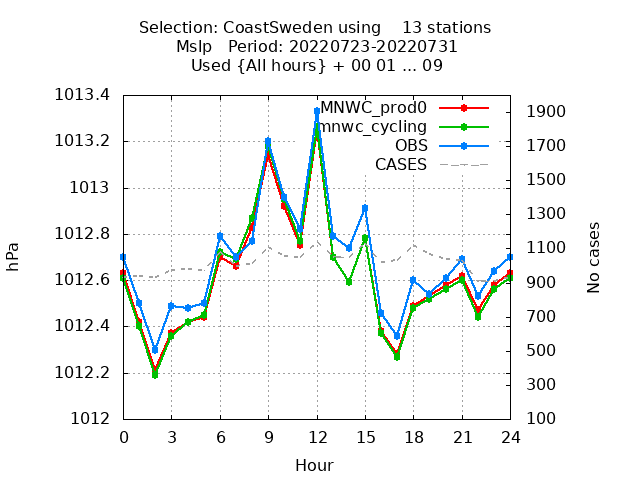 Selection: CoastSweden using    13 stations
Mslp   Period: 20220723-20220731
Used {All hours} + 00 01 ... 09
MNWC_prod0
mnwc_cycling
OBS
CASES
1013.4
1013.2
1013
1012.8
1012.6
1012.4
1012.2
1012
hPa
1900
1700
1500
1300
1100
900
700
500
300
100
No cases
0 3 6 9 12 15 18 21 24
Hour